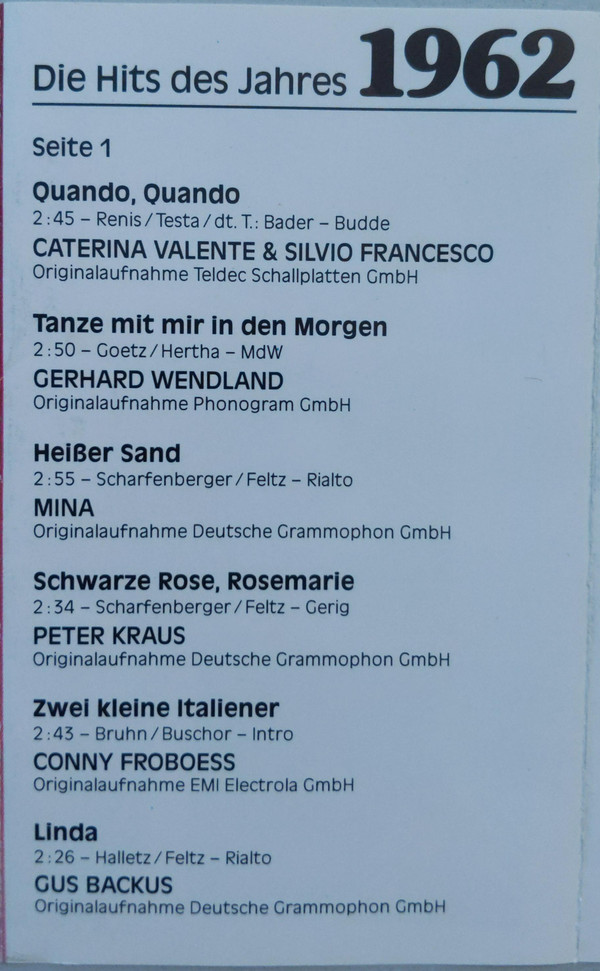 Die Hits des Jahres 1962
Seite 1
Quando, Quando
2:45 – Renis/Testa/dt. T.: Bader – Budde
CATERINA VALENTE & SILVIO FRANCESCO
Originalaufnahme Teldec Schallplatten GmbH
Tanze mit mir in den Morgen
2:50 – Goetz/Hertha – MdW
GERHARD WENDLAND
Originalaufnahme Phonogram GmbH
Heißer Sand
2:55 – Scharfenberger/Feltz – Rialto
MINA
Originalaufnahme Deutsche Grammophon GmbH
Schwarze Rose, Rosemarie
2:34 – Scharfenberger/Feltz – Gerig
PETER KRAUS
Originalaufnahme Deutsche Grammophon GmbH
Zwei kleine Italiener
2:43 – Bruhn/Buschor – Intro
CONNY FROBOESS
Originalaufnahme EMI Electrola GmbH
Linda
2:26 – Halletz/Feltz – Rialto
GUS BACKUS
Originalaufnahme Deutsche Grammophon GmbH